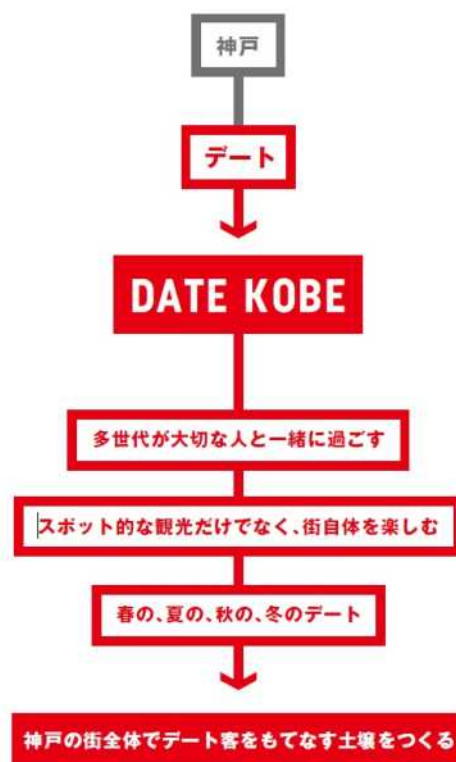 神戸
デート
DATE KOBE
多世代が大切な人と一緒に過ごす
スポット的な観光だけでなく、街自体を楽しむ
春の、夏の、秋の、冬のデート
神戸の街全体でデート客をもてなす土壌をつくる